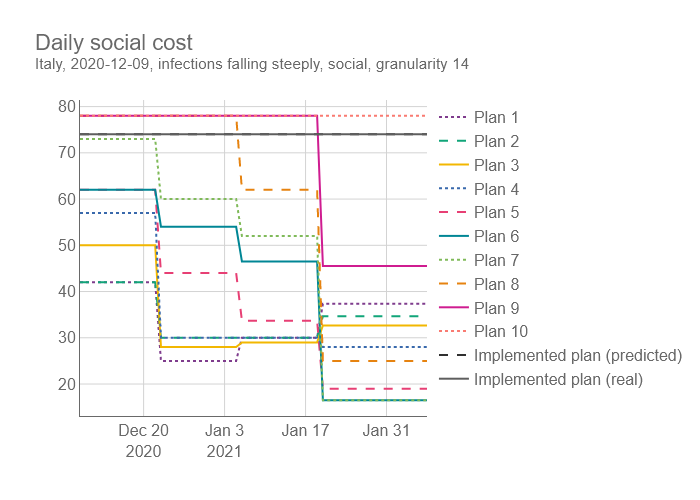 Daily social cost
Italy, 2020-12-09, infections falling steeply, social, granularity 14
80
70
60
50
40
30
20
Dec 20
2020
Jan 3
2021
Jan 17
Jan 31
Plan 1
Plan 2
Plan 3
Plan 4
Plan 5
Plan 6
Plan 7
Plan 8
Plan 9
Plan 10
Implemented plan (predicted)
Implemented plan (real)